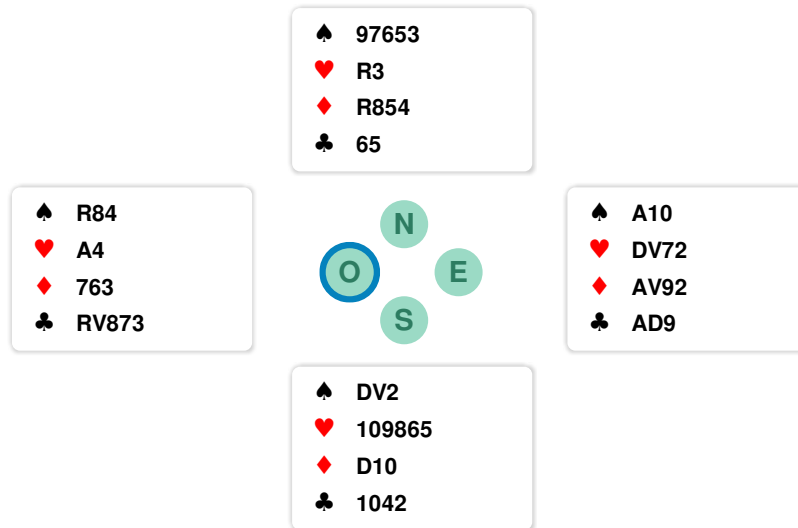 ♠ 97653
♥ R3
♦ R854
♣ 65
♠ R84
♥ A4
♦ 763
♣ RV873
N
O
E
S
♠ A10
♥ DV72
♦ AV92
♣ AD9
♠ DV2
♥ 109865
♦ D10
♣ 1042